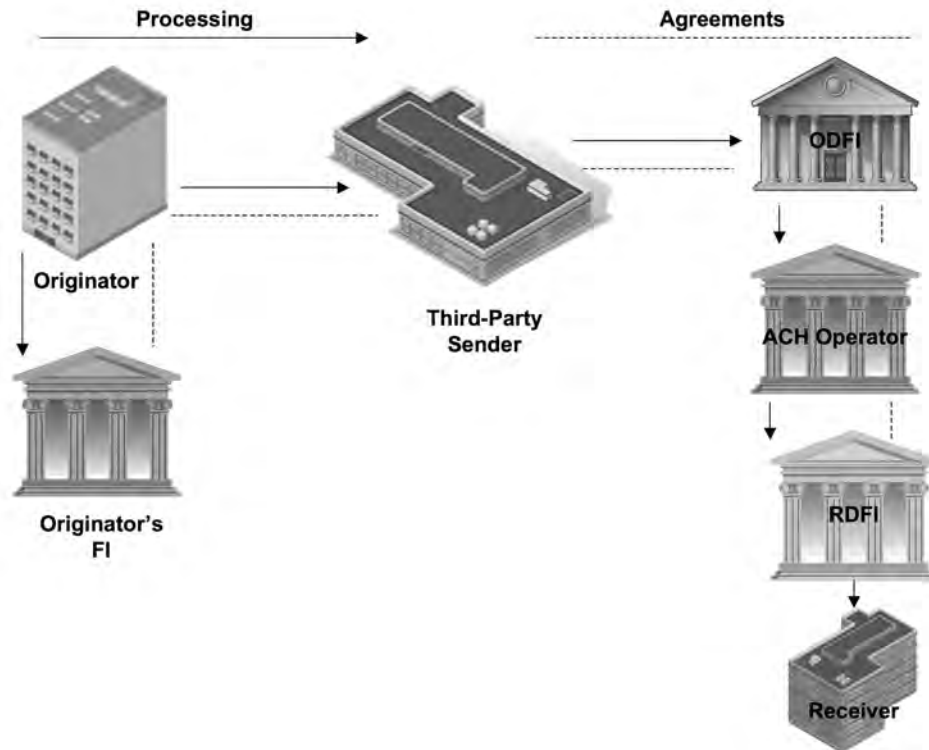 Processing
Agreements
ODFI
Originator
Third-Party
Sender
ACH Operator
Originator's
FI
RDFI
Receiver